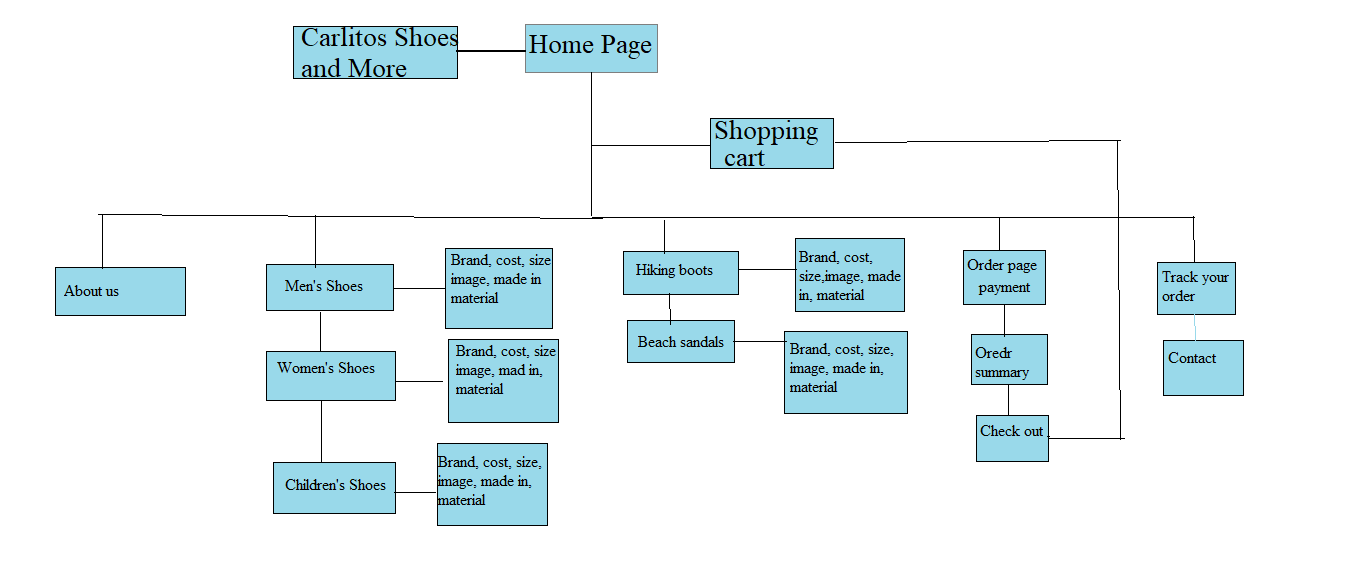 Carlitos Shoes
and More
Home Page
Shopping
cart
About us
Men's Shoes
Brand, cost, size
image, made in
material
Women's Shoes
Brand, cost, size
image, mad in,
material
Children's Shoes
Brand, cost, size,
image, made in,
material
Hiking boots
Brand, cost,
size,image, made
in, material
Beach sandals
Brand, cost, size,
image, made in,
material
Order page
payment
Oredr
summary
Check out
Track your
order
Contact